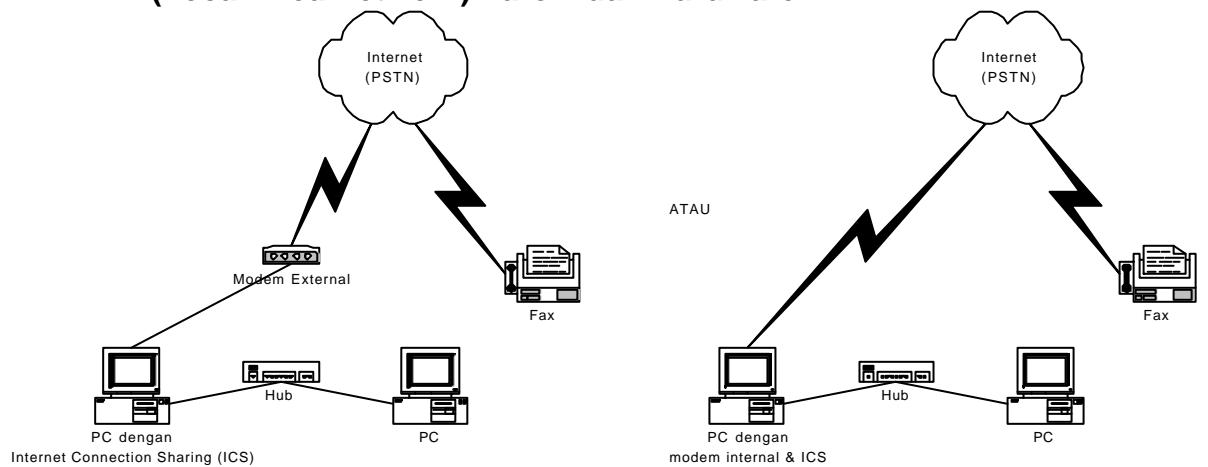 Internet
(PSTN)
Modem External
Fax
Hub
PC dengan
Internet Connection Sharing (ICS)
PC
ATAU
Internet
(PSTN)
Fax
Hub
PC dengan
modem internal & ICS
PC